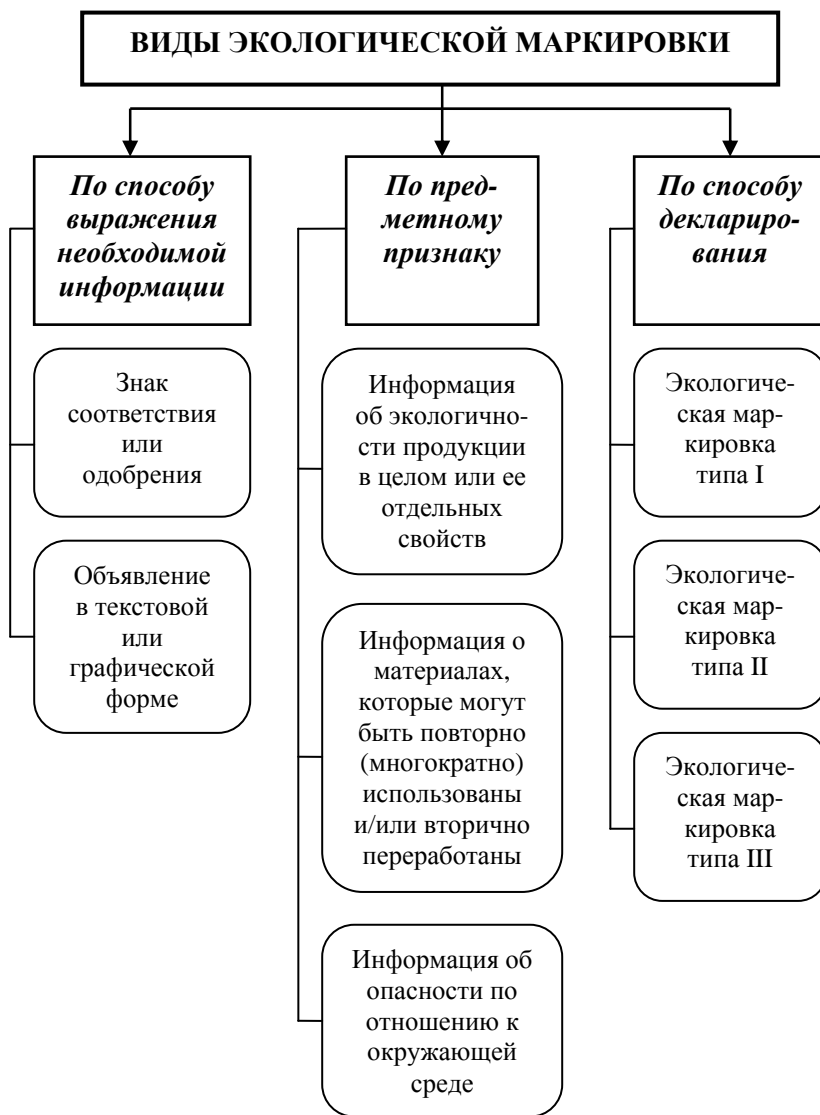 ВИДЫ ЭКОЛОГИЧЕСКОЙ МАРКИРОВКИ
По способу
выражения
необходимой
информации
Знак
соответствия
или
одобрения
Объявление
в текстовой
или
графической
форме
По пред-
метному
признаку
Информация
об экологично-
сти продукции
в целом или ее
отдельных
свойств
Информация о
материалах,
которые могут
быть повторно
(многократно)
использованы
и/или вторично
переработаны
Информация об
опасности по
отношению к
окружающей
среде
По способу
деклариро-
вания
Экологиче-
ская мар-
кировка
типа I
Экологиче-
ская мар-
кировка
типа II
Экологиче-
ская мар-
кировка
типа III